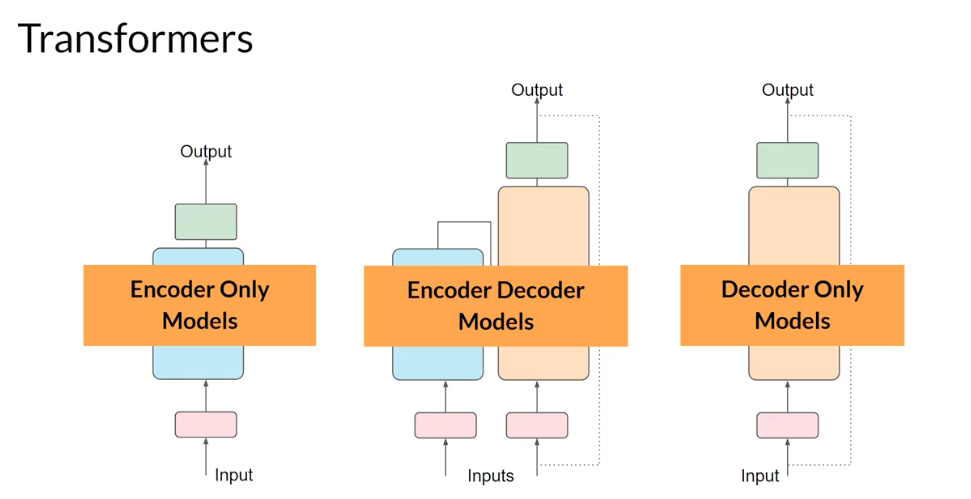 Transformers
Output
Encoder Only
Models
Input
Output
Encoder Decoder
Models
Inputs
Output
Decoder Only
Models
Input